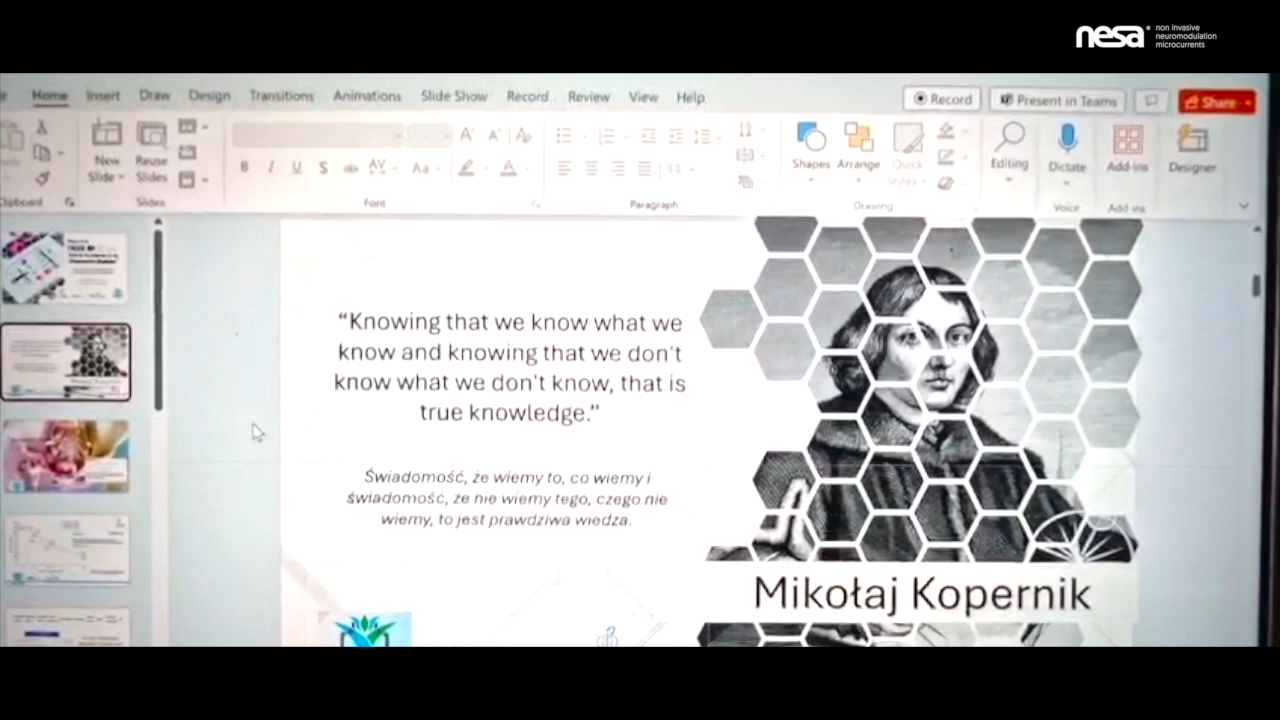 nesa
non invasive
neuromodulation
microcurrents
Home Insert Draw Design Transitions Animations Slide Show Record Review View Help
Record
Present in Teams
Share
New
Slide
Reuse
Slides
Slides
B I U S ab AV Aa A
Font
Paragraph
Shapes
Arrange
Quick
Styles
Drawing
Editing
Dictate
Voice
Add-ins
Add-ins
Designer
“Knowing that we know what we
know and knowing that we don't
know what we don't know, that is
true knowledge.”
Świadomość, że wiemy to, co wiemy i
świadomość, że nie wiemy tego, czego nie
wiemy, to jest prawdziwa wiedza.
Mikołaj Kopernik